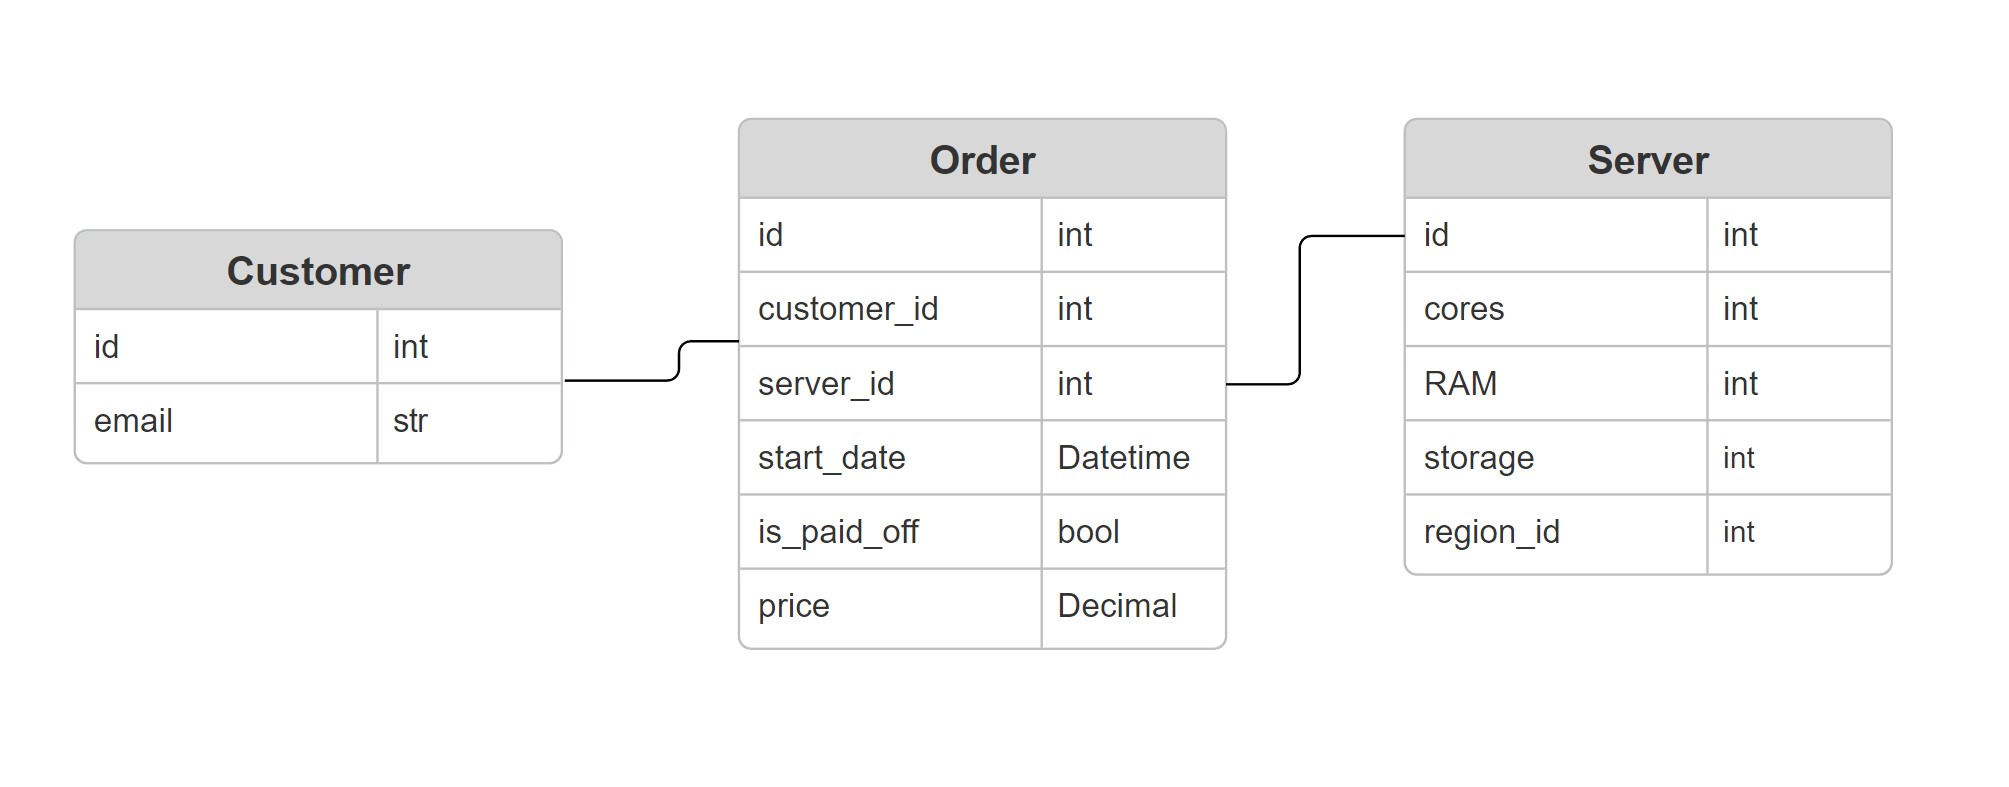 Customer
id int
email str
Order
id int
customer_id int
server_id int
start_date Datetime
is_paid_off bool
price Decimal
Server
id int
cores int
RAM int
storage int
region_id int